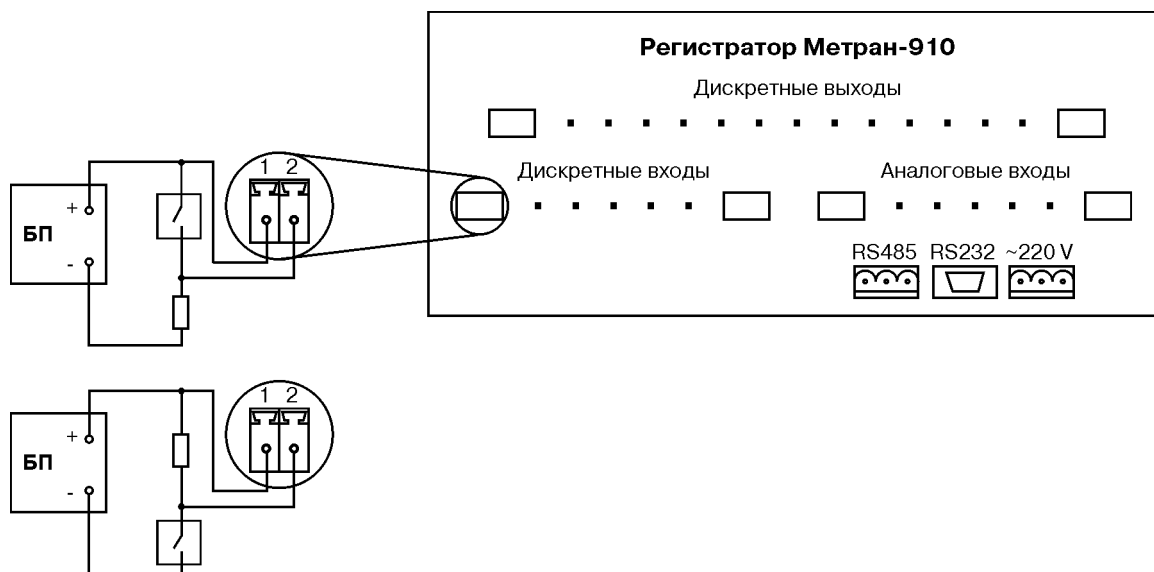 Регистратор Метран-910
Дискретные выходы
1 2
Дискретные входы
Аналоговые входы
+
БП
-
RS485 RS232 ~220 V
1 2
+
БП
-